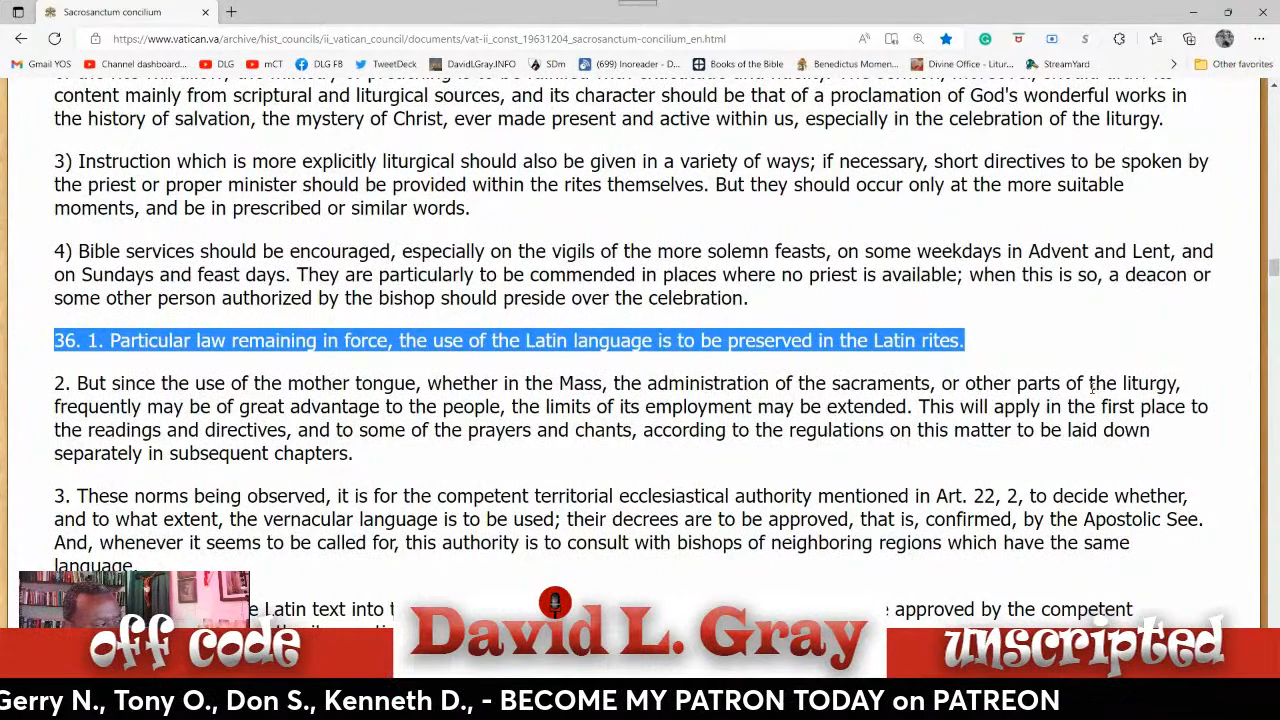 Sacrosanctum concilium
https://www.vatican.va/archive/hist_councils/ii_vatican_council/documents/vat-ii_const_19631204_sacrosanctum-concilium_en.html
Gmail YOS Channel dashboard... DLG mCT DLG FB TweetDeck DavidLGray.INFO SDm (699) Inoreader - D... Books of the Bible Benedictus Momen... Divine Office - Litur... StreamYard Other favorites
content mainly from scriptural and liturgical sources, and its character should be that of a proclamation of God's wonderful works in
the history of salvation, the mystery of Christ, ever made present and active within us, especially in the celebration of the liturgy.
3) Instruction which is more explicitly liturgical should also be given in a variety of ways; if necessary, short directives to be spoken by
the priest or proper minister should be provided within the rites themselves. But they should occur only at the more suitable
moments, and be in prescribed or similar words.
4) Bible services should be encouraged, especially on the vigils of the more solemn feasts, on some weekdays in Advent and Lent, and
on Sundays and feast days. They are particularly to be commended in places where no priest is available; when this is so, a deacon or
some other person authorized by the bishop should preside over the celebration.
36. 1. Particular law remaining in force, the use of the Latin language is to be preserved in the Latin rites.
2. But since the use of the mother tongue, whether in the Mass, the administration of the sacraments, or other parts of the liturgy,
frequently may be of great advantage to the people, the limits of its employment may be extended. This will apply in the first place to
the readings and directives, and to some of the prayers and chants, according to the regulations on this matter to be laid down
separately in subsequent chapters.
3. These norms being observed, it is for the competent territorial ecclesiastical authority mentioned in Art. 22, 2, to decide whether,
and to what extent, the vernacular language is to be used; their decrees are to be approved, that is, confirmed, by the Apostolic See.
And, whenever it seems to be called for, this authority is to consult with bishops of neighboring regions which have the same
language.
Latin text into approved by the competent
off code David L. Gray unscripted
Gerry N., Tony O., Don S., Kenneth D., - BECOME MY PATRON TODAY on PATREON